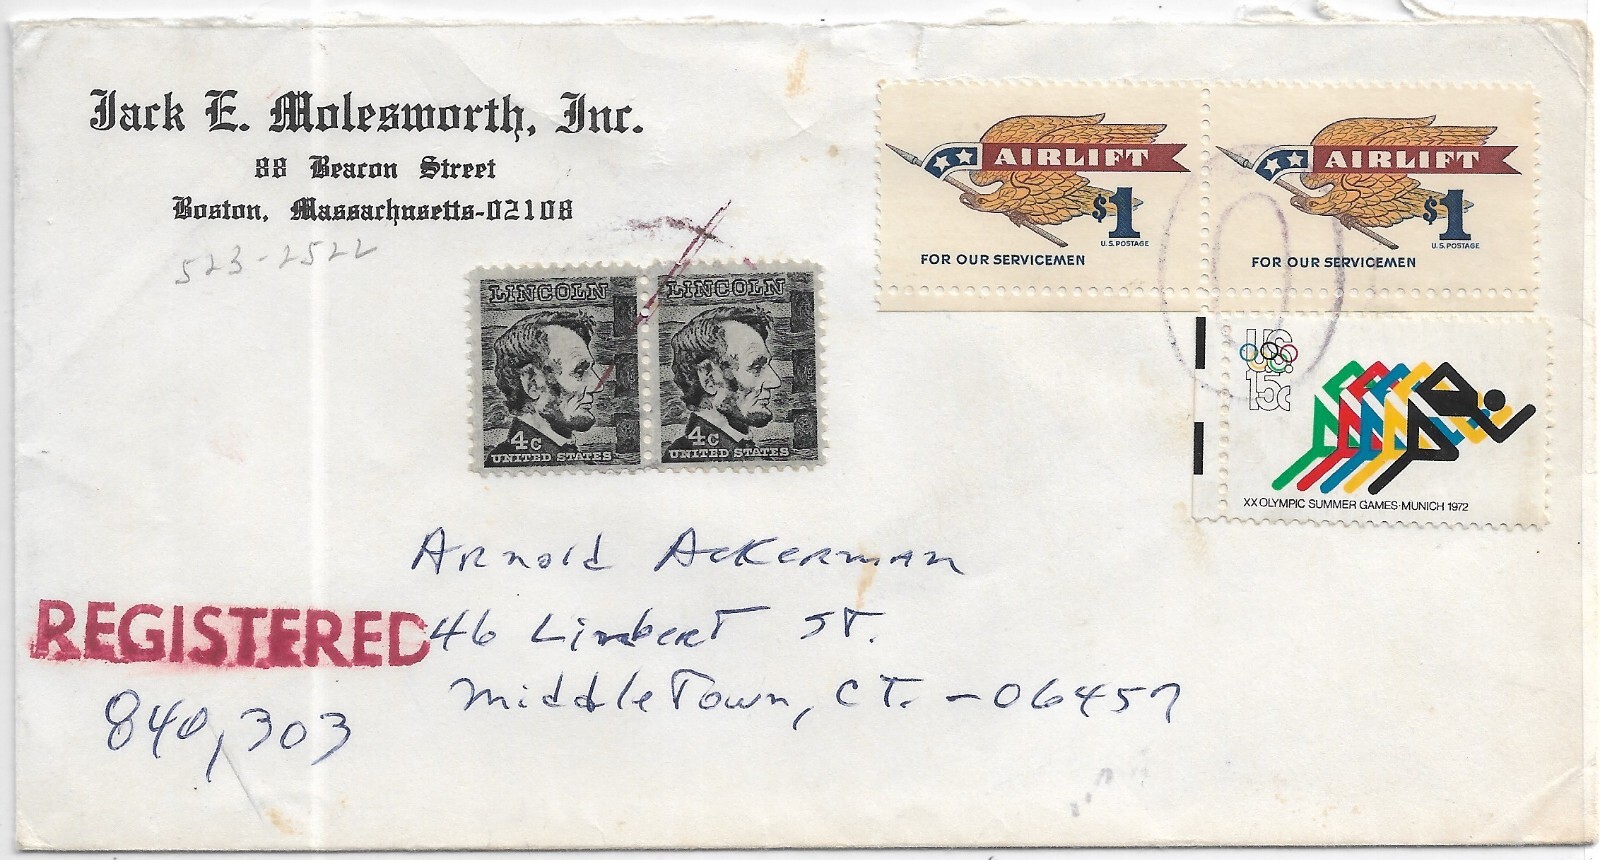 Jack E. Molesworth, Inc.
88 Beacon Street
Boston, Massachusetts-02108
523-2522
AIRLIFT
$1
U.S. POSTAGE
FOR OUR SERVICEMEN
AIRLIFT
$1
U.S. POSTAGE
FOR OUR SERVICEMEN
LINCOLN
4c
UNITED STATES
LINCOLN
4c
UNITED STATES
US
15c
XX OLYMPIC SUMMER GAMES·MUNICH 1972
Arnold Ackerman
REGISTERED
46 Limbert St.
Middletown, CT. -06457
840,303